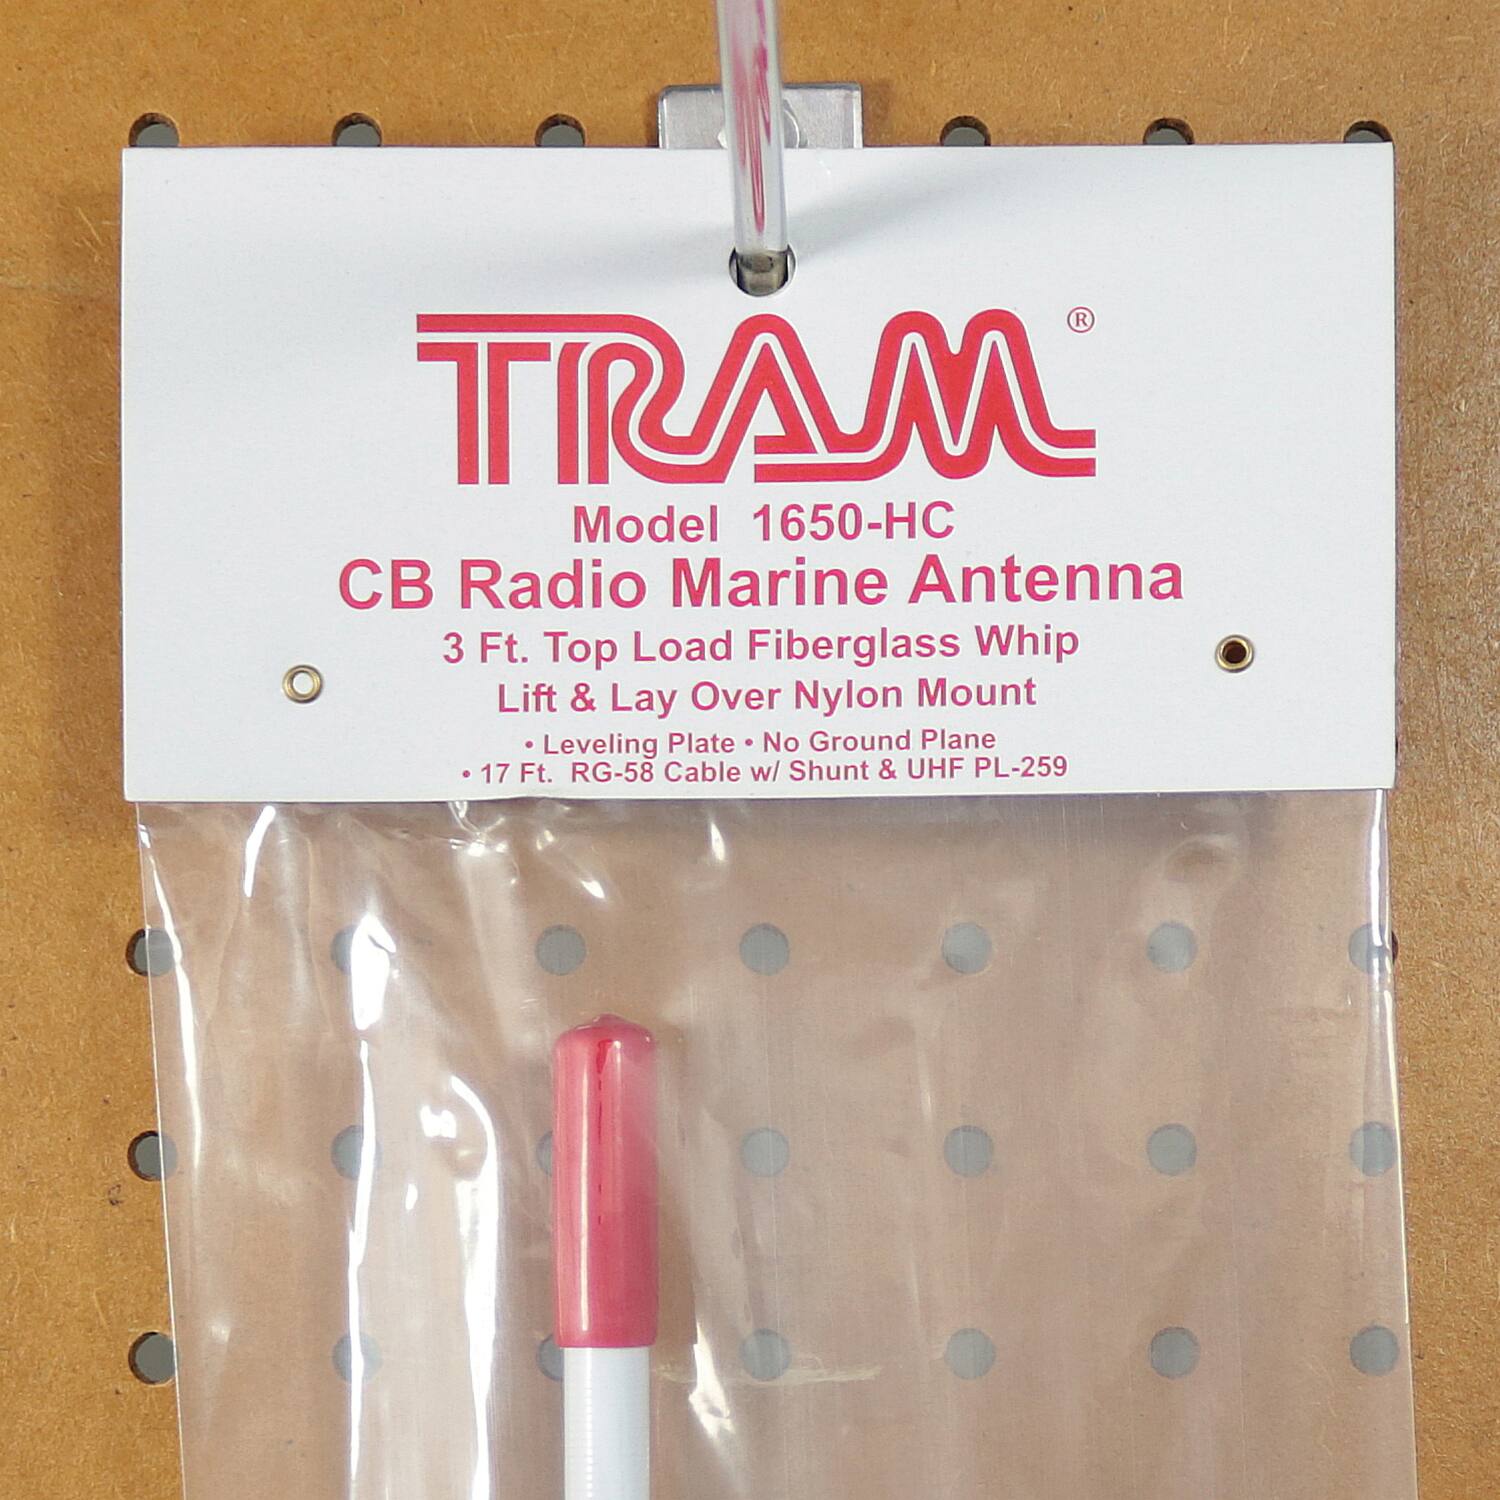 TRAM®
Model 1650-HC
CB Radio Marine Antenna
3 Ft. Top Load Fiberglass Whip
Lift & Lay Over Nylon Mount
• Leveling Plate • No Ground Plane
• 17 Ft. RG-58 Cable w/ Shunt & UHF PL-259